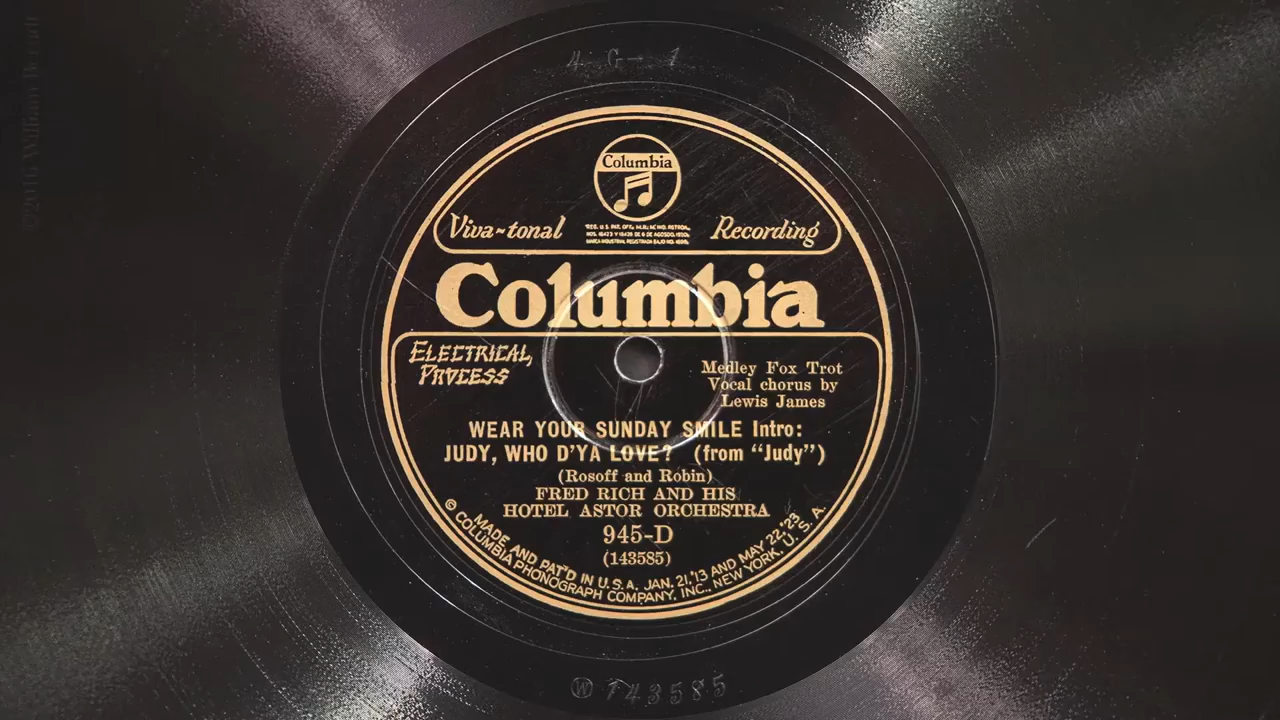 4-G-1
Columbia
Viva-tonal Recording
REG. U.S. PAT. OFF.
Columbia
ELECTRICAL PROCESS
Medley Fox Trot
Vocal chorus by
Lewis James
WEAR YOUR SUNDAY SMILE Intro:
JUDY, WHO D'YA LOVE? (from "Judy")
(Rosoff and Robin)
FRED RICH AND HIS
HOTEL ASTOR ORCHESTRA
945-D
(143585)
MADE AND PAT'D IN U.S.A. JAN. 21,'13 AND MAY 22,'23
© COLUMBIA PHONOGRAPH COMPANY, INC., NEW YORK, U. S. A.
W 143585